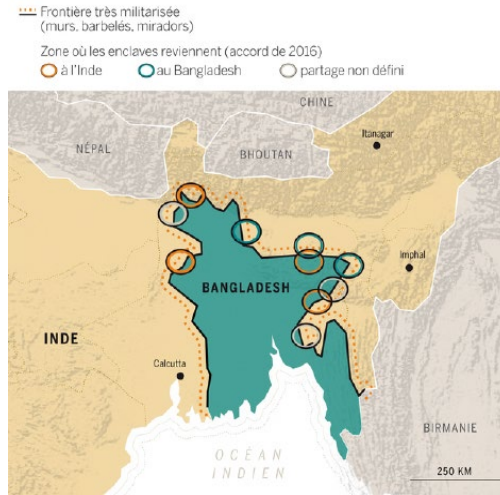 Frontière très militarisée
(murs, barbelés, miradors)
Zone où les enclaves reviennent (accord de 2016)
à l'Inde
au Bangladesh
partage non défini
CHINE
Itanagar
NÉPAL
BHOUTAN
Imphal
BANGLADESH
INDE
Calcutta
BIRMANIE
OCÉAN
INDIEN
250 KM